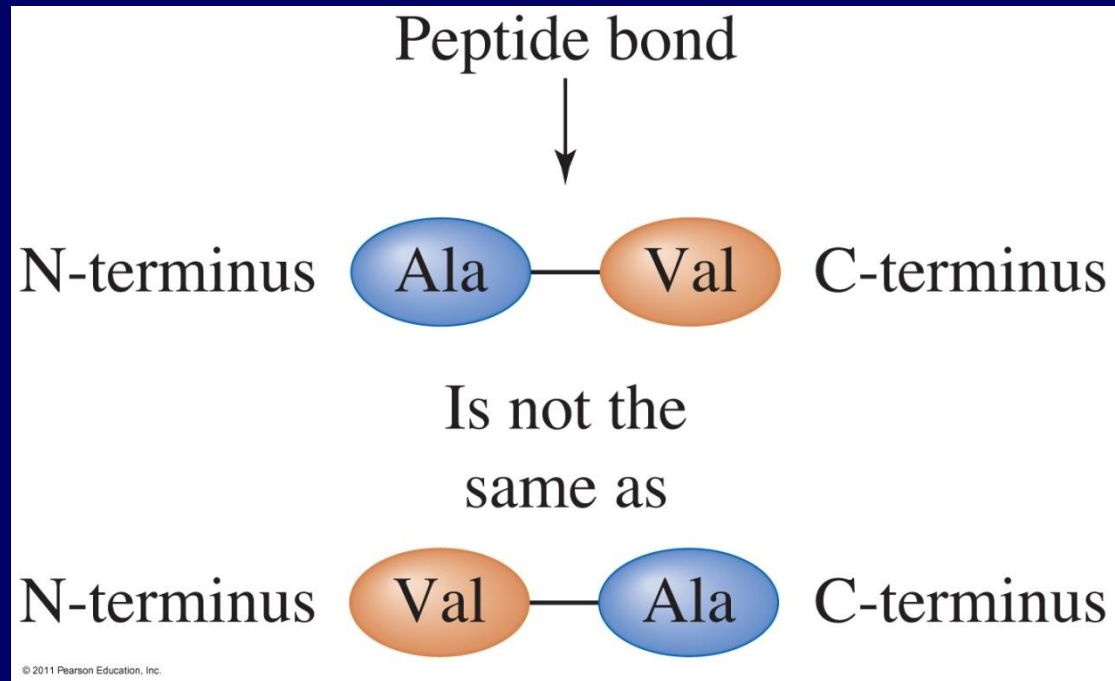 Peptide bond
N-terminus Ala Val C-terminus
Is not the
same as
N-terminus Val Ala C-terminus
© 2011 Pearson Education, Inc.